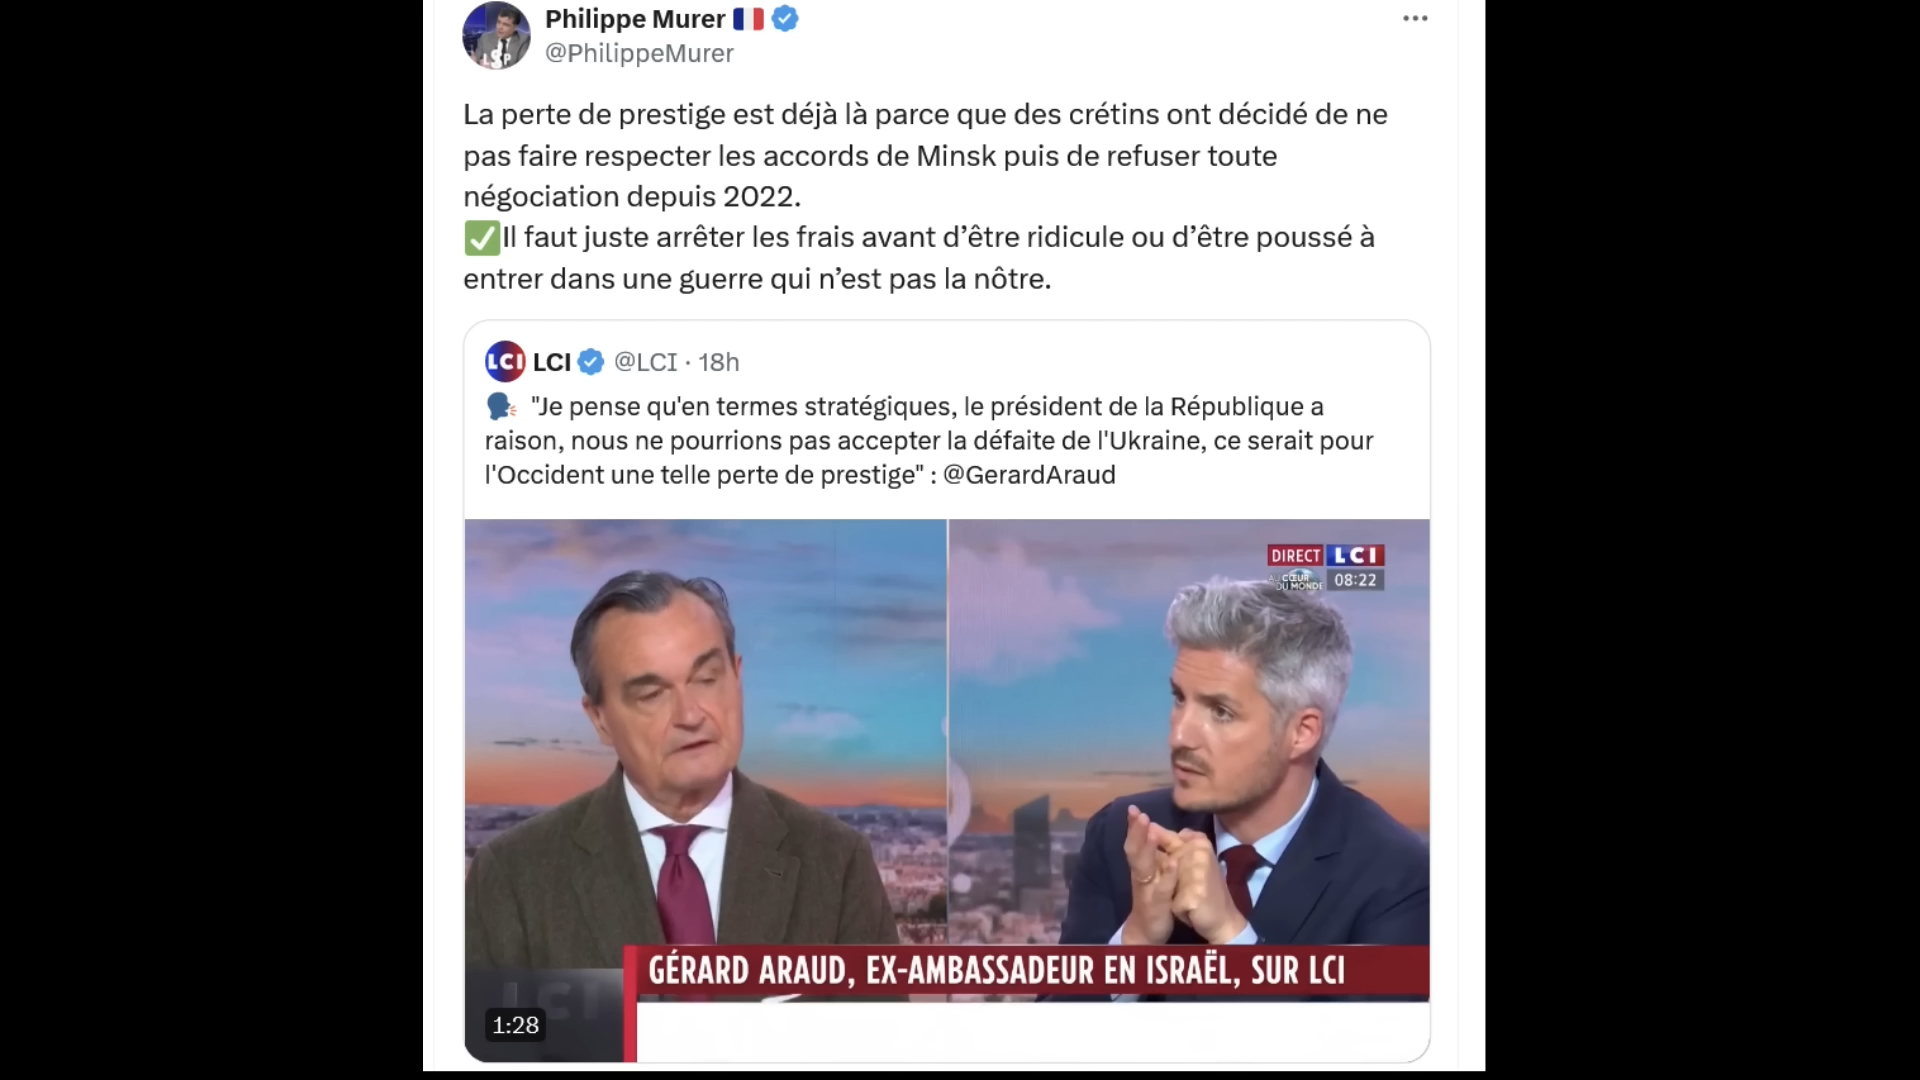 Philippe Murer
@PhilippeMurer
La perte de prestige est déjà là parce que des crétins ont décidé de ne
pas faire respecter les accords de Minsk puis de refuser toute
négociation depuis 2022.
Il faut juste arrêter les frais avant d’être ridicule ou d’être poussé à
entrer dans une guerre qui n’est pas la nôtre.
LCI LCI @LCI · 18h
"Je pense qu'en termes stratégiques, le président de la République a
raison, nous ne pourrions pas accepter la défaite de l'Ukraine, ce serait pour
l'Occident une telle perte de prestige" : @GerardAraud
DIRECT LCI
AU CŒUR
DU MONDE
08:22
GÉRARD ARAUD, EX-AMBASSADEUR EN ISRAËL, SUR LCI
LCI
1:28